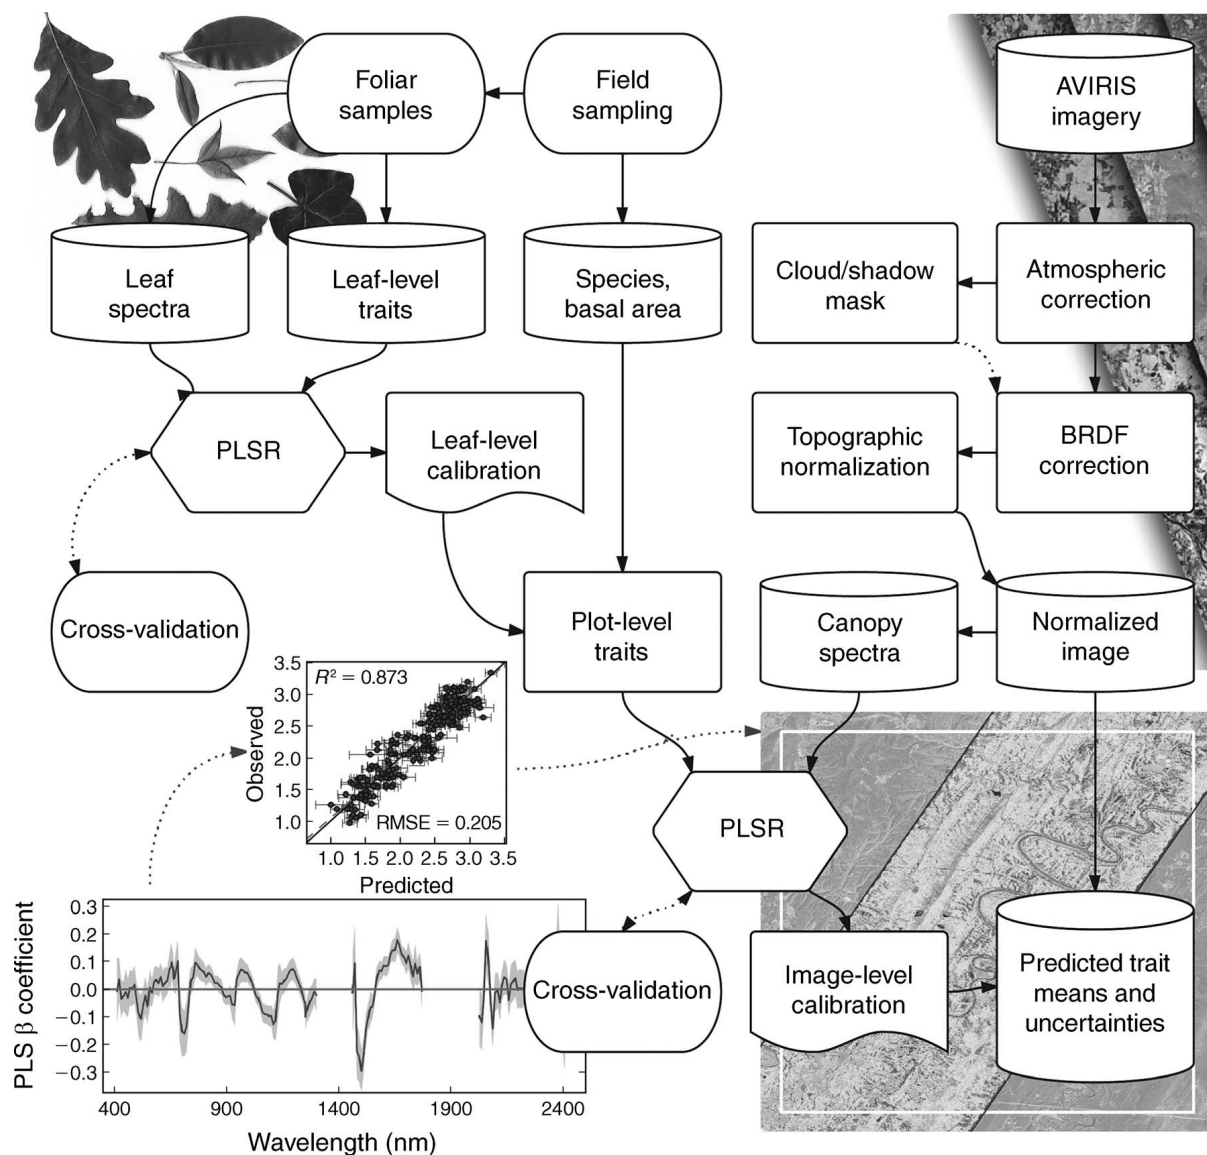 Foliar
samples
Field
sampling
AVIRIS
imagery
Leaf
spectra
Leaf-level
traits
Species,
basal area
Cloud/shadow
mask
Atmospheric
correction
PLSR
Leaf-level
calibration
Topographic
normalization
BRDF
correction
Cross-validation
Plot-level
traits
Canopy
spectra
Normalized
image
3.5
3.0
2.5
2.0
1.5
1.0
Observed
R² = 0.873
RMSE = 0.205
1.0 1.5 2.0 2.5 3.0 3.5
Predicted
PLSR
0.3
0.2
0.1
0.0
−0.1
−0.2
−0.3
PLS β coefficient
400 900 1400 1900 2400
Wavelength (nm)
Cross-validation
Image-level
calibration
Predicted trait
means and
uncertainties